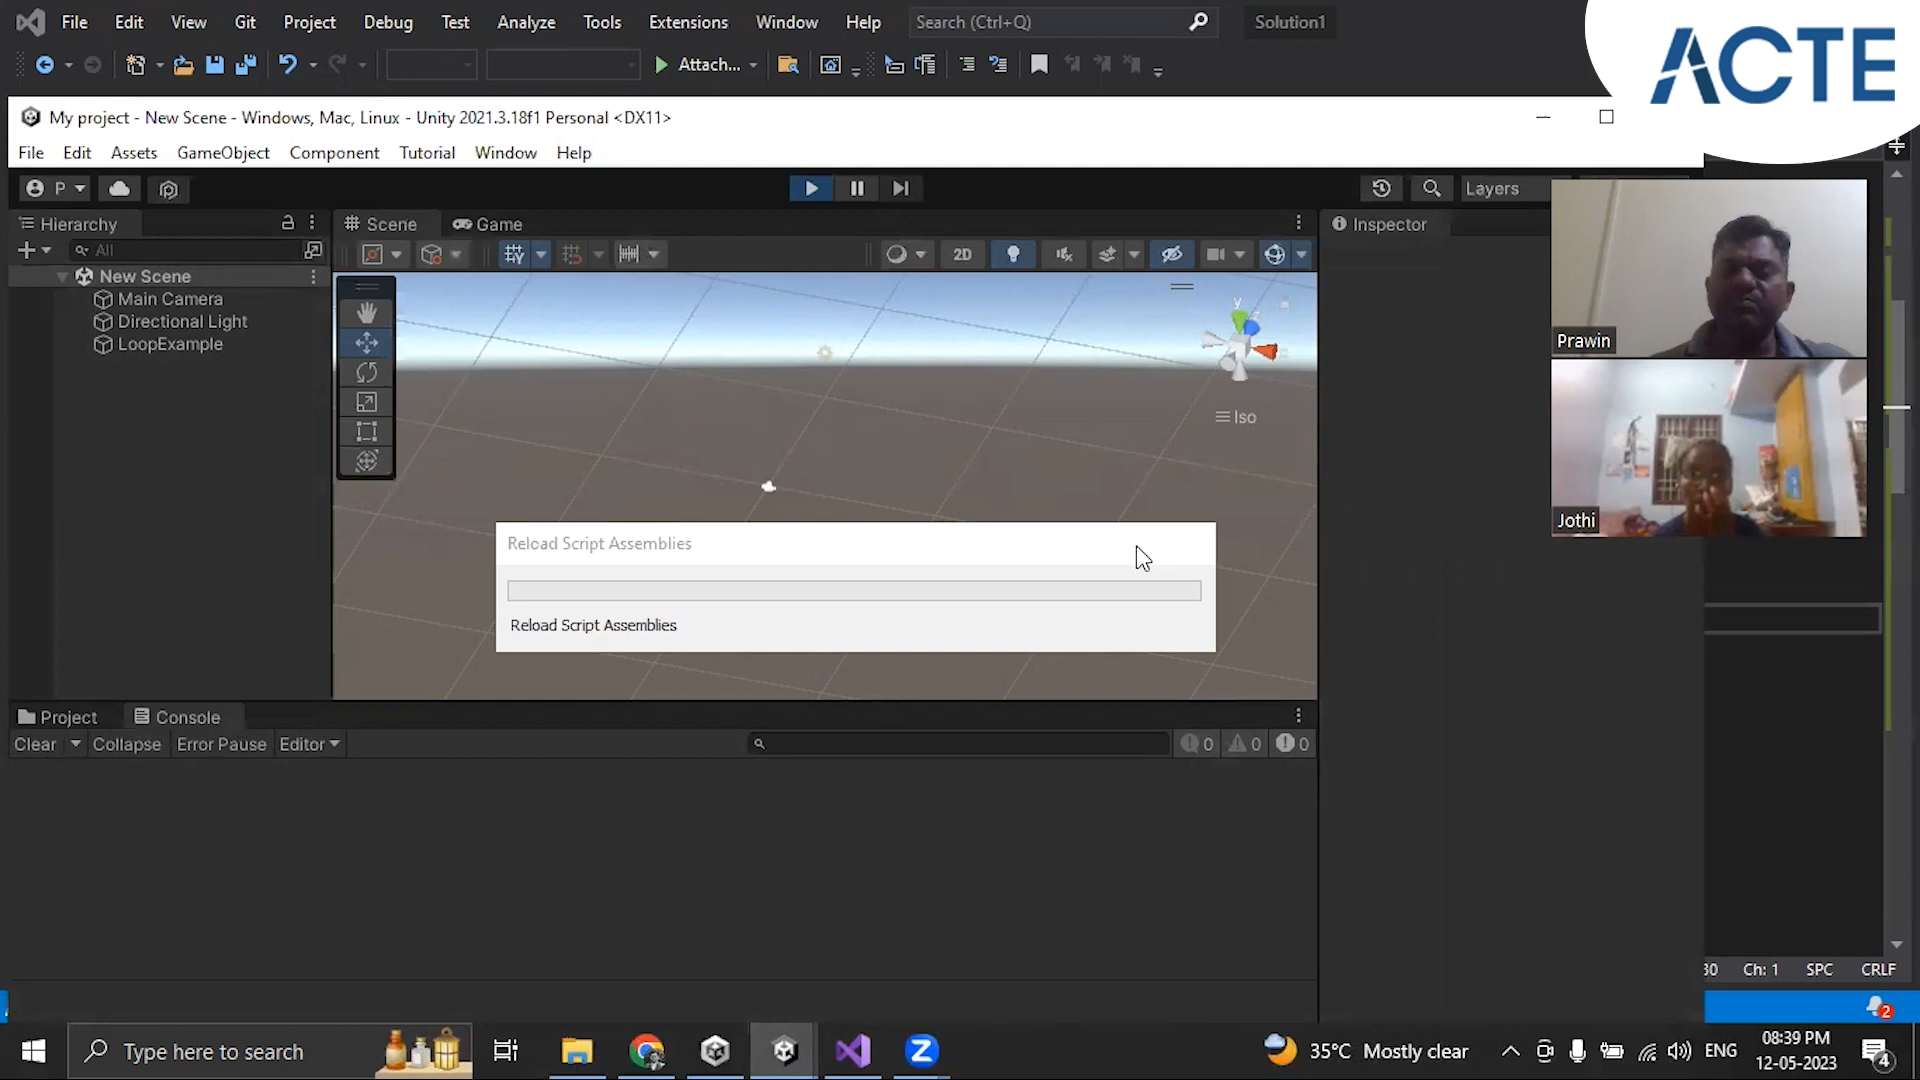 File Edit View Git Project Debug Test Analyze Tools Extensions Window Help Search (Ctrl+Q) Solution1
Attach...
ACTE
My project - New Scene - Windows, Mac, Linux - Unity 2021.3.18f1 Personal <DX11>
File Edit Assets GameObject Component Tutorial Window Help
P Layers
Hierarchy Scene Game Inspector
All 2D
New Scene
Main Camera
Directional Light
LoopExample
y
Iso
Prawin
Jothi
Reload Script Assemblies
Reload Script Assemblies
Project Console
Clear Collapse Error Pause Editor 0 0 0
30 Ch: 1 SPC CRLF
2
Type here to search 35°C Mostly clear ENG 08:39 PM
12-05-2023 4